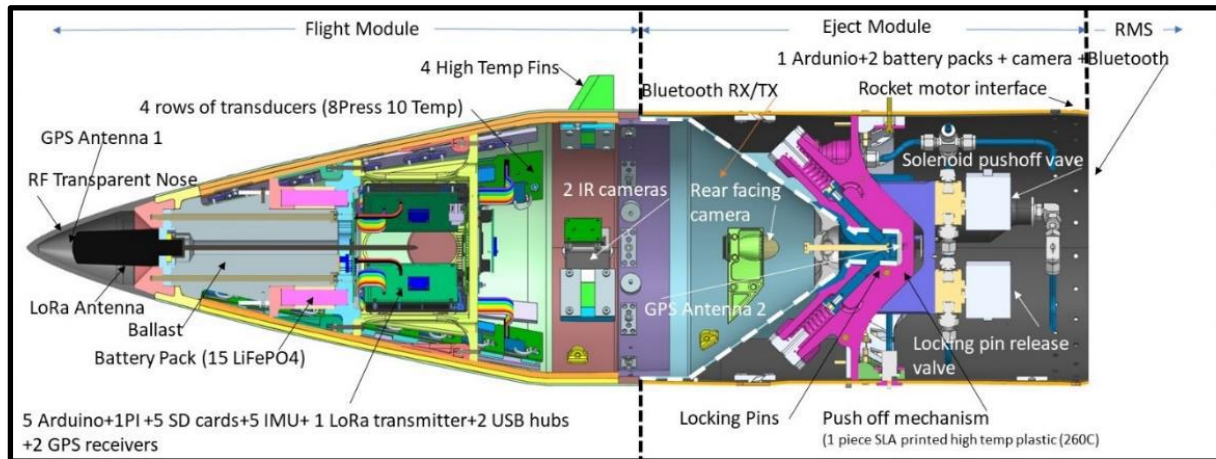 Flight Module
Eject Module
RMS
1 Ardunio+2 battery packs + camera +Bluetooth
4 High Temp Fins
Bluetooth RX/TX
Rocket motor interface
4 rows of transducers (8Press 10 Temp)
GPS Antenna 1
Solenoid pushoff vave
RF Transparent Nose
2 IR cameras
Rear facing
camera
GPS Antenna 2
LoRa Antenna
Ballast
Battery Pack (15 LiFePO4)
Locking pin release
valve
5 Arduino+1PI +5 SD cards+5 IMU+ 1 LoRa transmitter+2 USB hubs
+2 GPS receivers
Locking Pins
Push off mechanism
(1 piece SLA printed high temp plastic (260C)